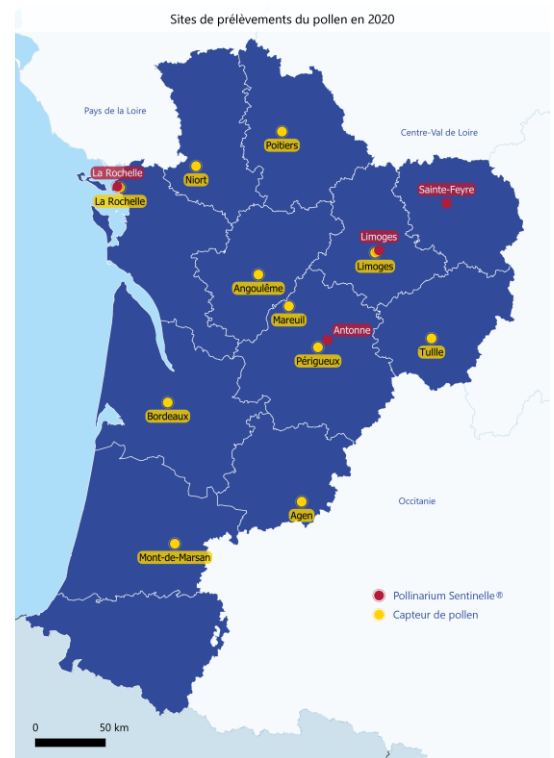 Sites de prélèvements du pollen en 2020
Pays de la Loire
Centre-Val de Loire
Poitiers
La Rochelle
Niort
Sainte-Feyre
La Rochelle
Limoges
Limoges
Angoulême
Mareuil
Antonne
Périgueux
Tullle
Bordeaux
Occitanie
Agen
Mont-de-Marsan
Pollinarium Sentinelle®
Capteur de pollen
0 50 km